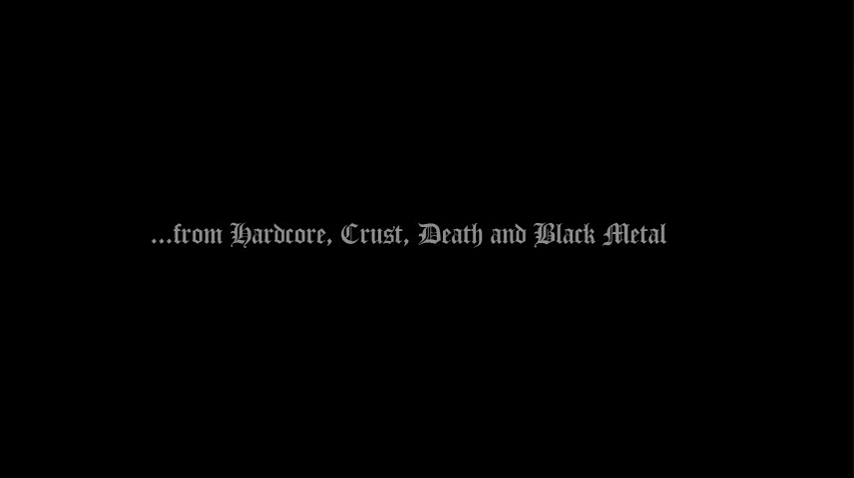 ...from Hardcore, Crust, Death and Black Metal